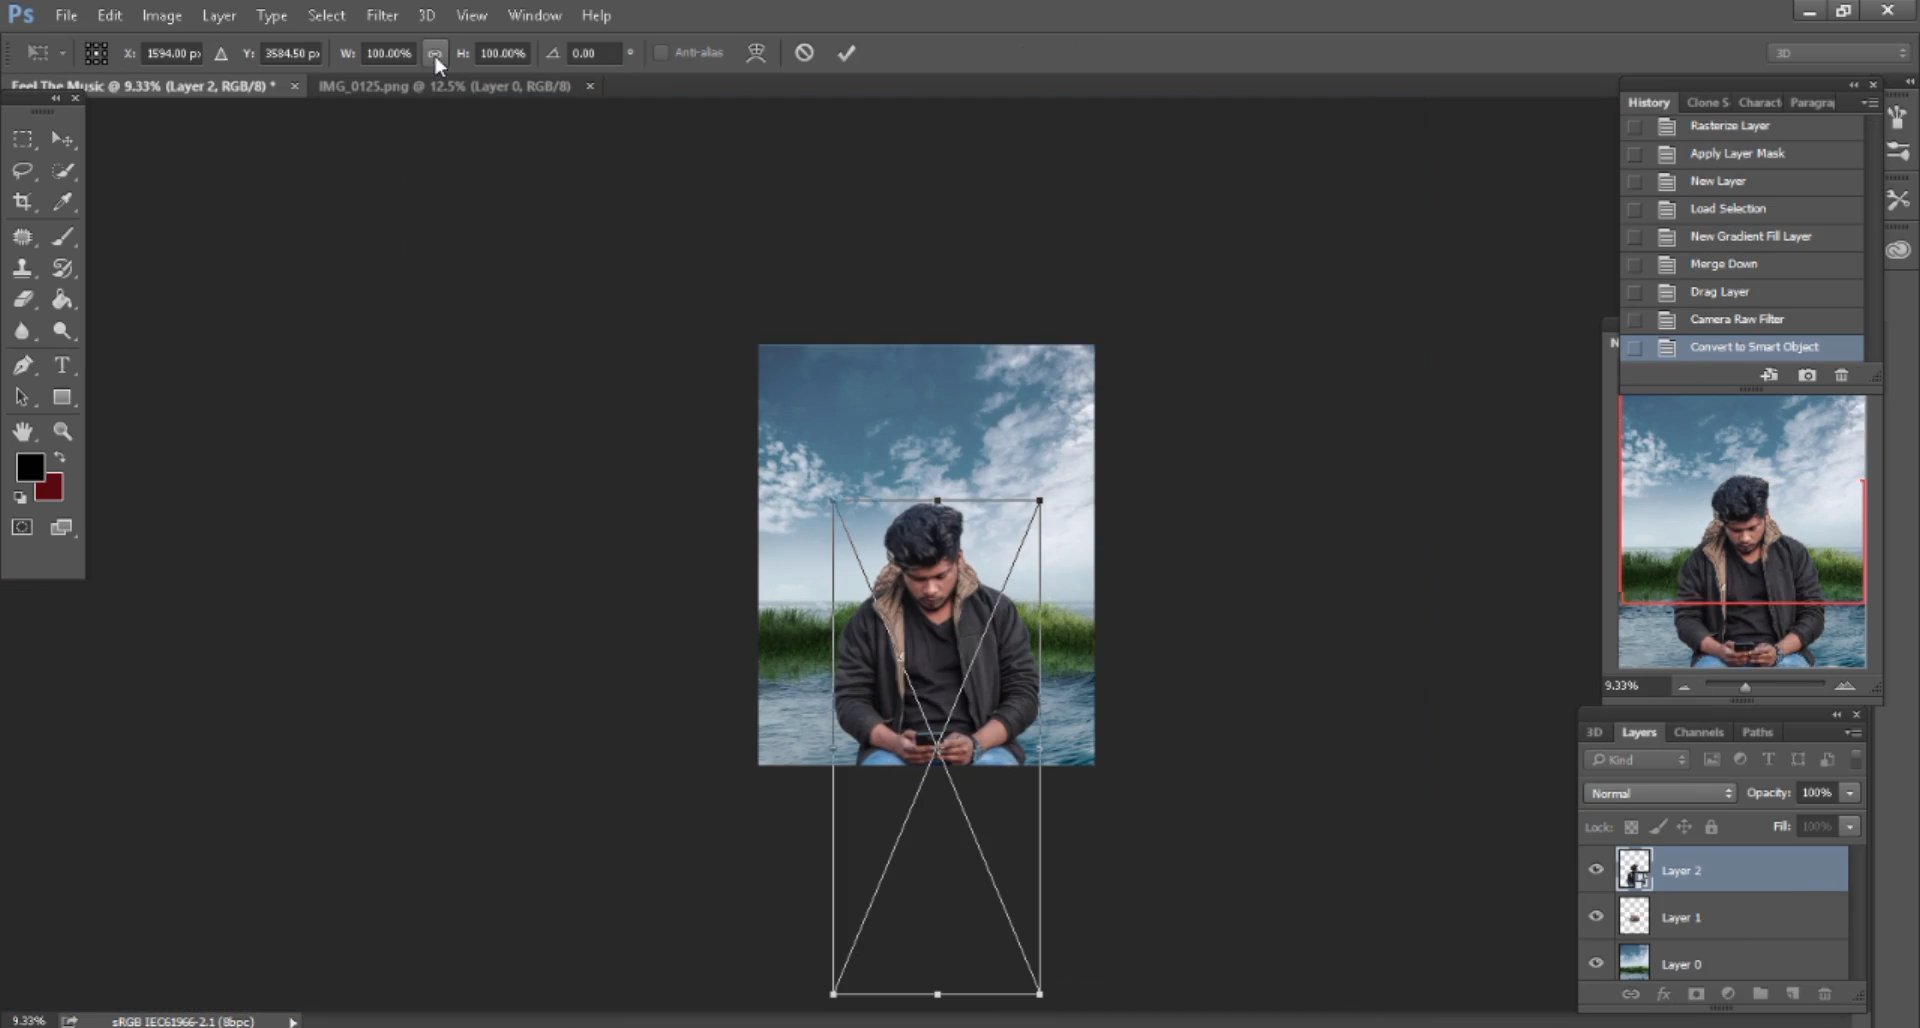 Ps File Edit Image Layer Type Select Filter 3D View Window Help
X: 1594.00 px Y: 3584.50 px W: 100.00% H: 100.00% 0.00 ° Anti-alias 3D
Feel The Music @ 9.33% (Layer 2, RGB/8) * × IMG_0125.png @ 12.5% (Layer 0, RGB/8) ×
History Clone S Charact Paragra
Rasterize Layer
Apply Layer Mask
New Layer
Load Selection
New Gradient Fill Layer
Merge Down
Drag Layer
Camera Raw Filter
N
Convert to Smart Object
9.33%
3D Layers Channels Paths
Kind
Normal Opacity: 100%
Lock: Fill: 100%
Layer 2
Layer 1
Layer 0
9.33% sRGB IEC61966-2.1 (8bpc)